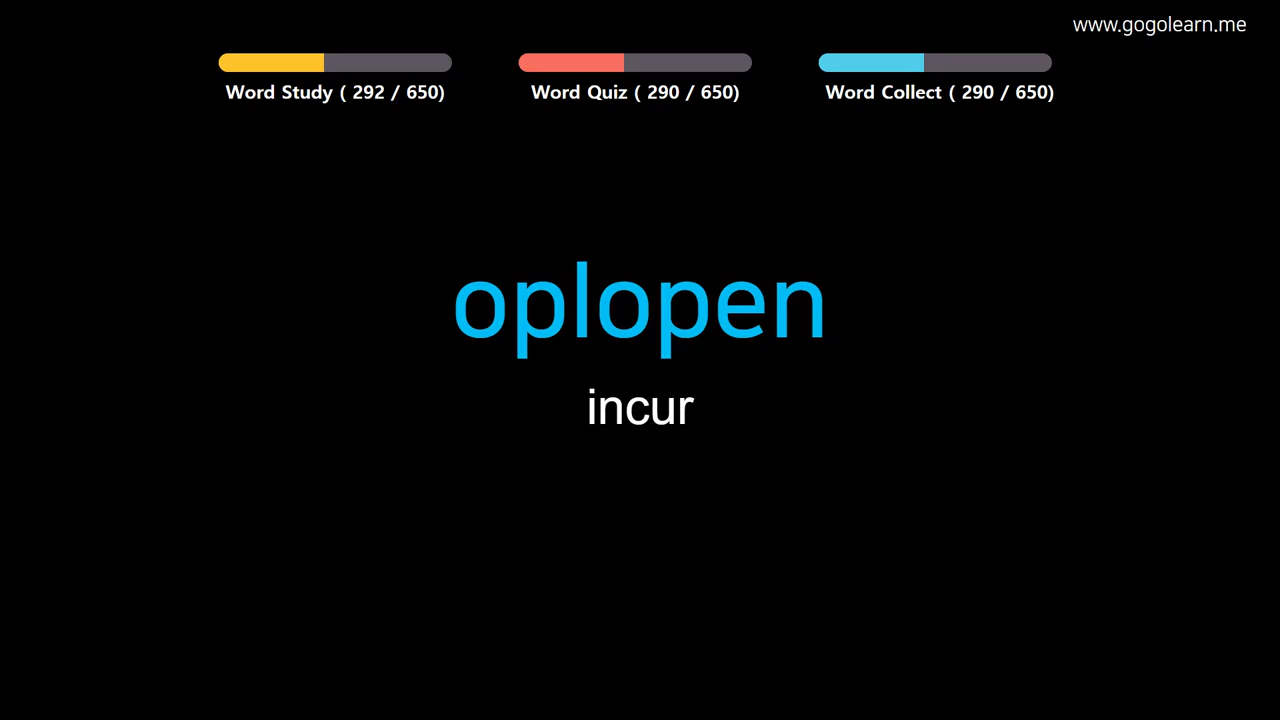 www.gogolearn.me
Word Study ( 292 / 650)
Word Quiz ( 290 / 650)
Word Collect ( 290 / 650)
oplopen
incur